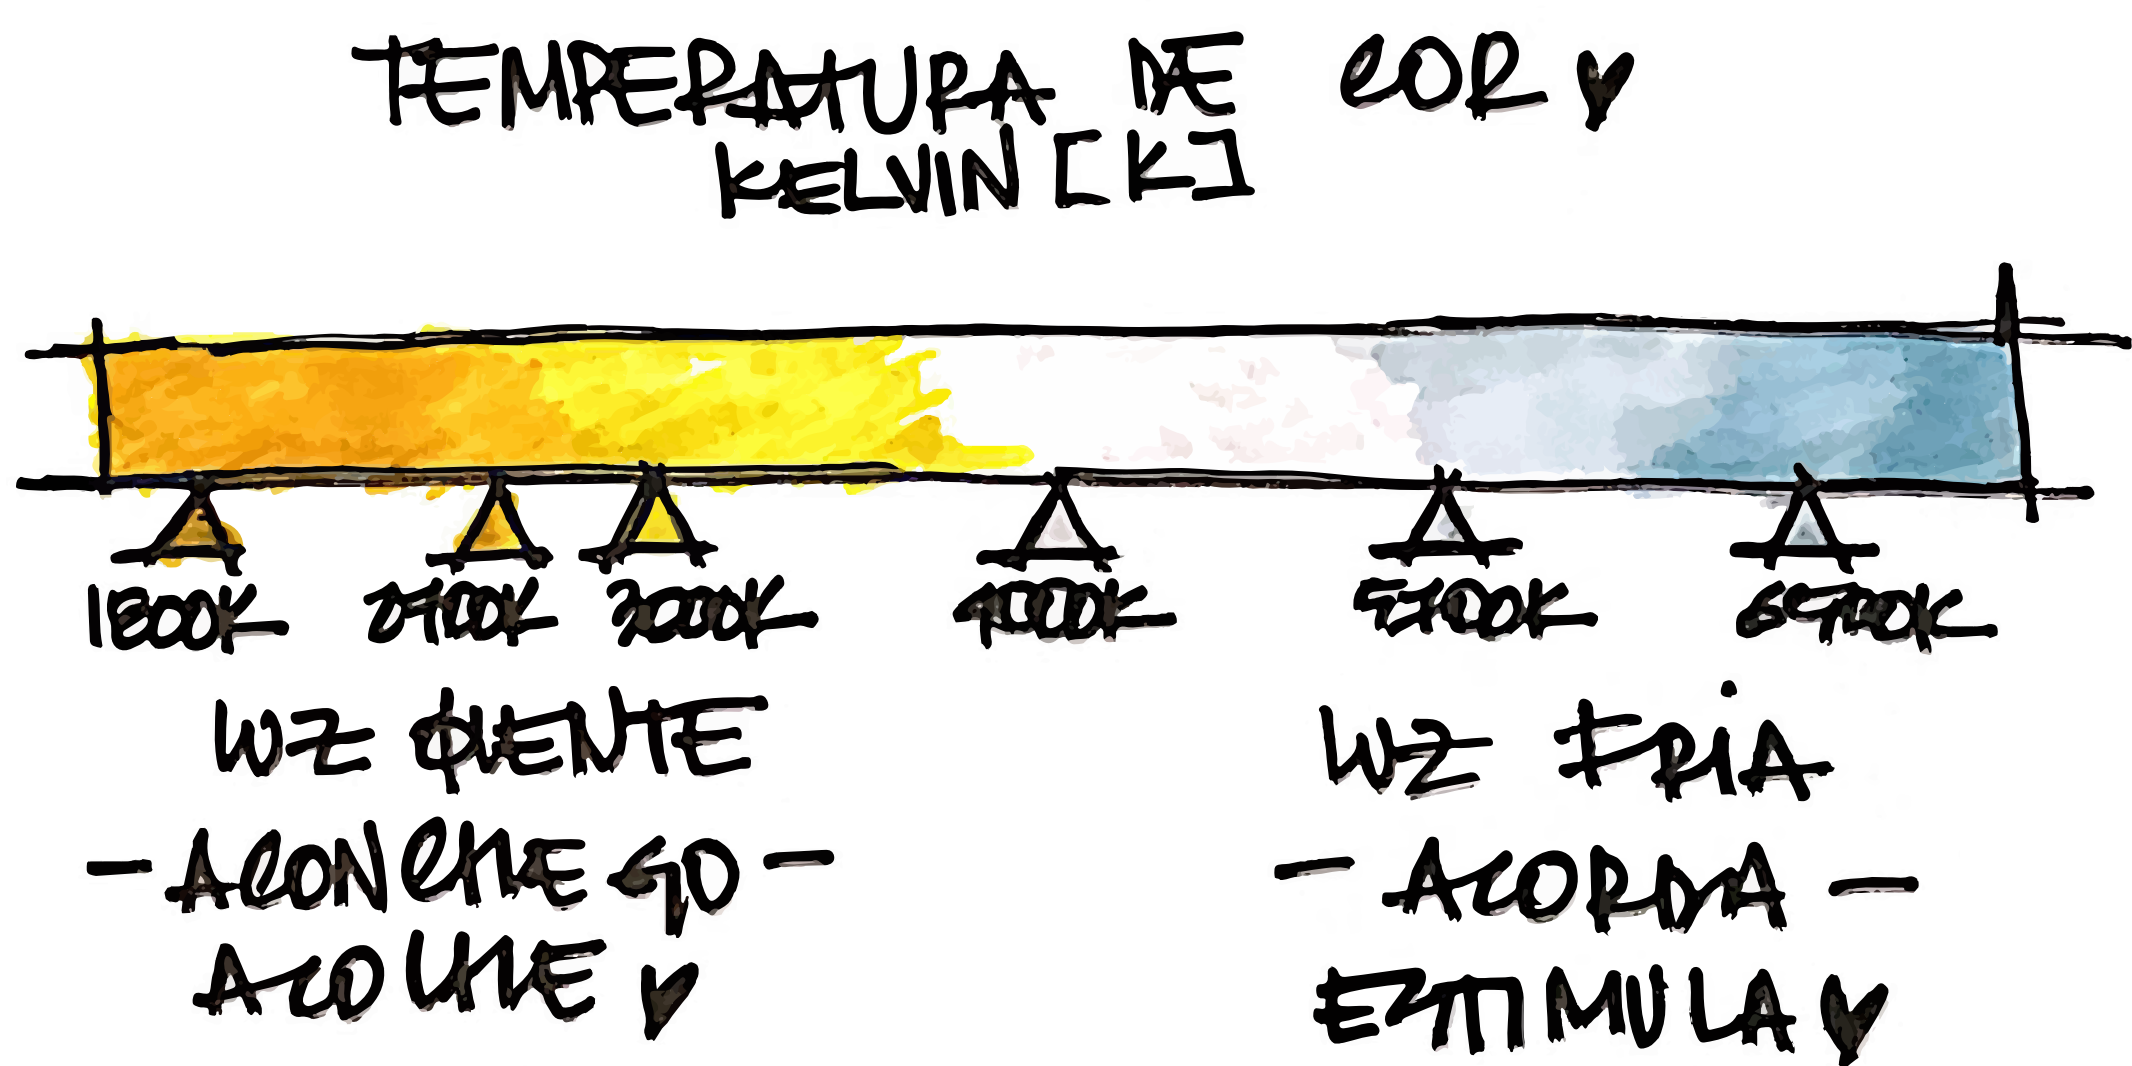 TEMPERATURA DE COR
KELVIN [K]
1800K 2700K 3000K 4000K 5700K 6500K
LUZ QUENTE
- ACONCHEGO -
ACOLHE
LUZ FRIA
- ACORDA -
ESTIMULA